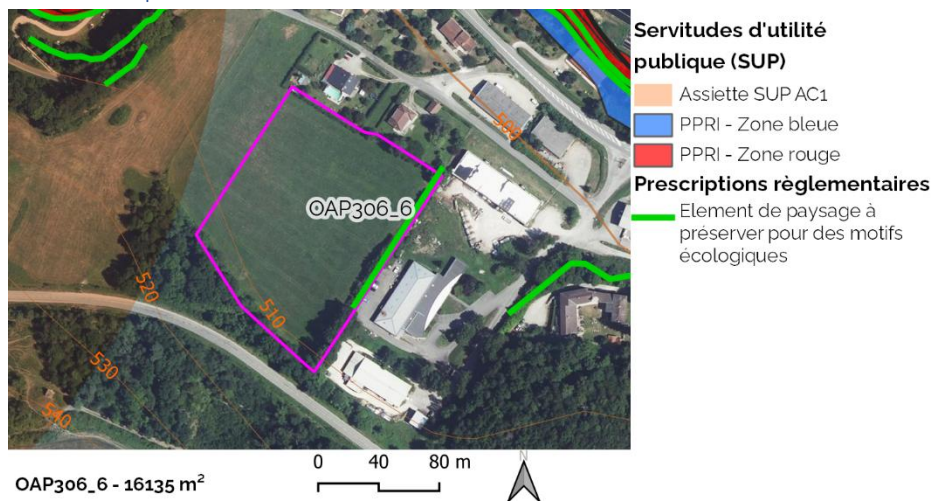 Servitudes d'utilité
publique (SUP)
Assiette SUP AC1
PPRI - Zone bleue
PPRI - Zone rouge
Prescriptions règlementaires
Element de paysage à
préserver pour des motifs
écologiques
500
OAP306_6
520
510
530
540
0 40 80 m
N
OAP306_6 - 16135 m²